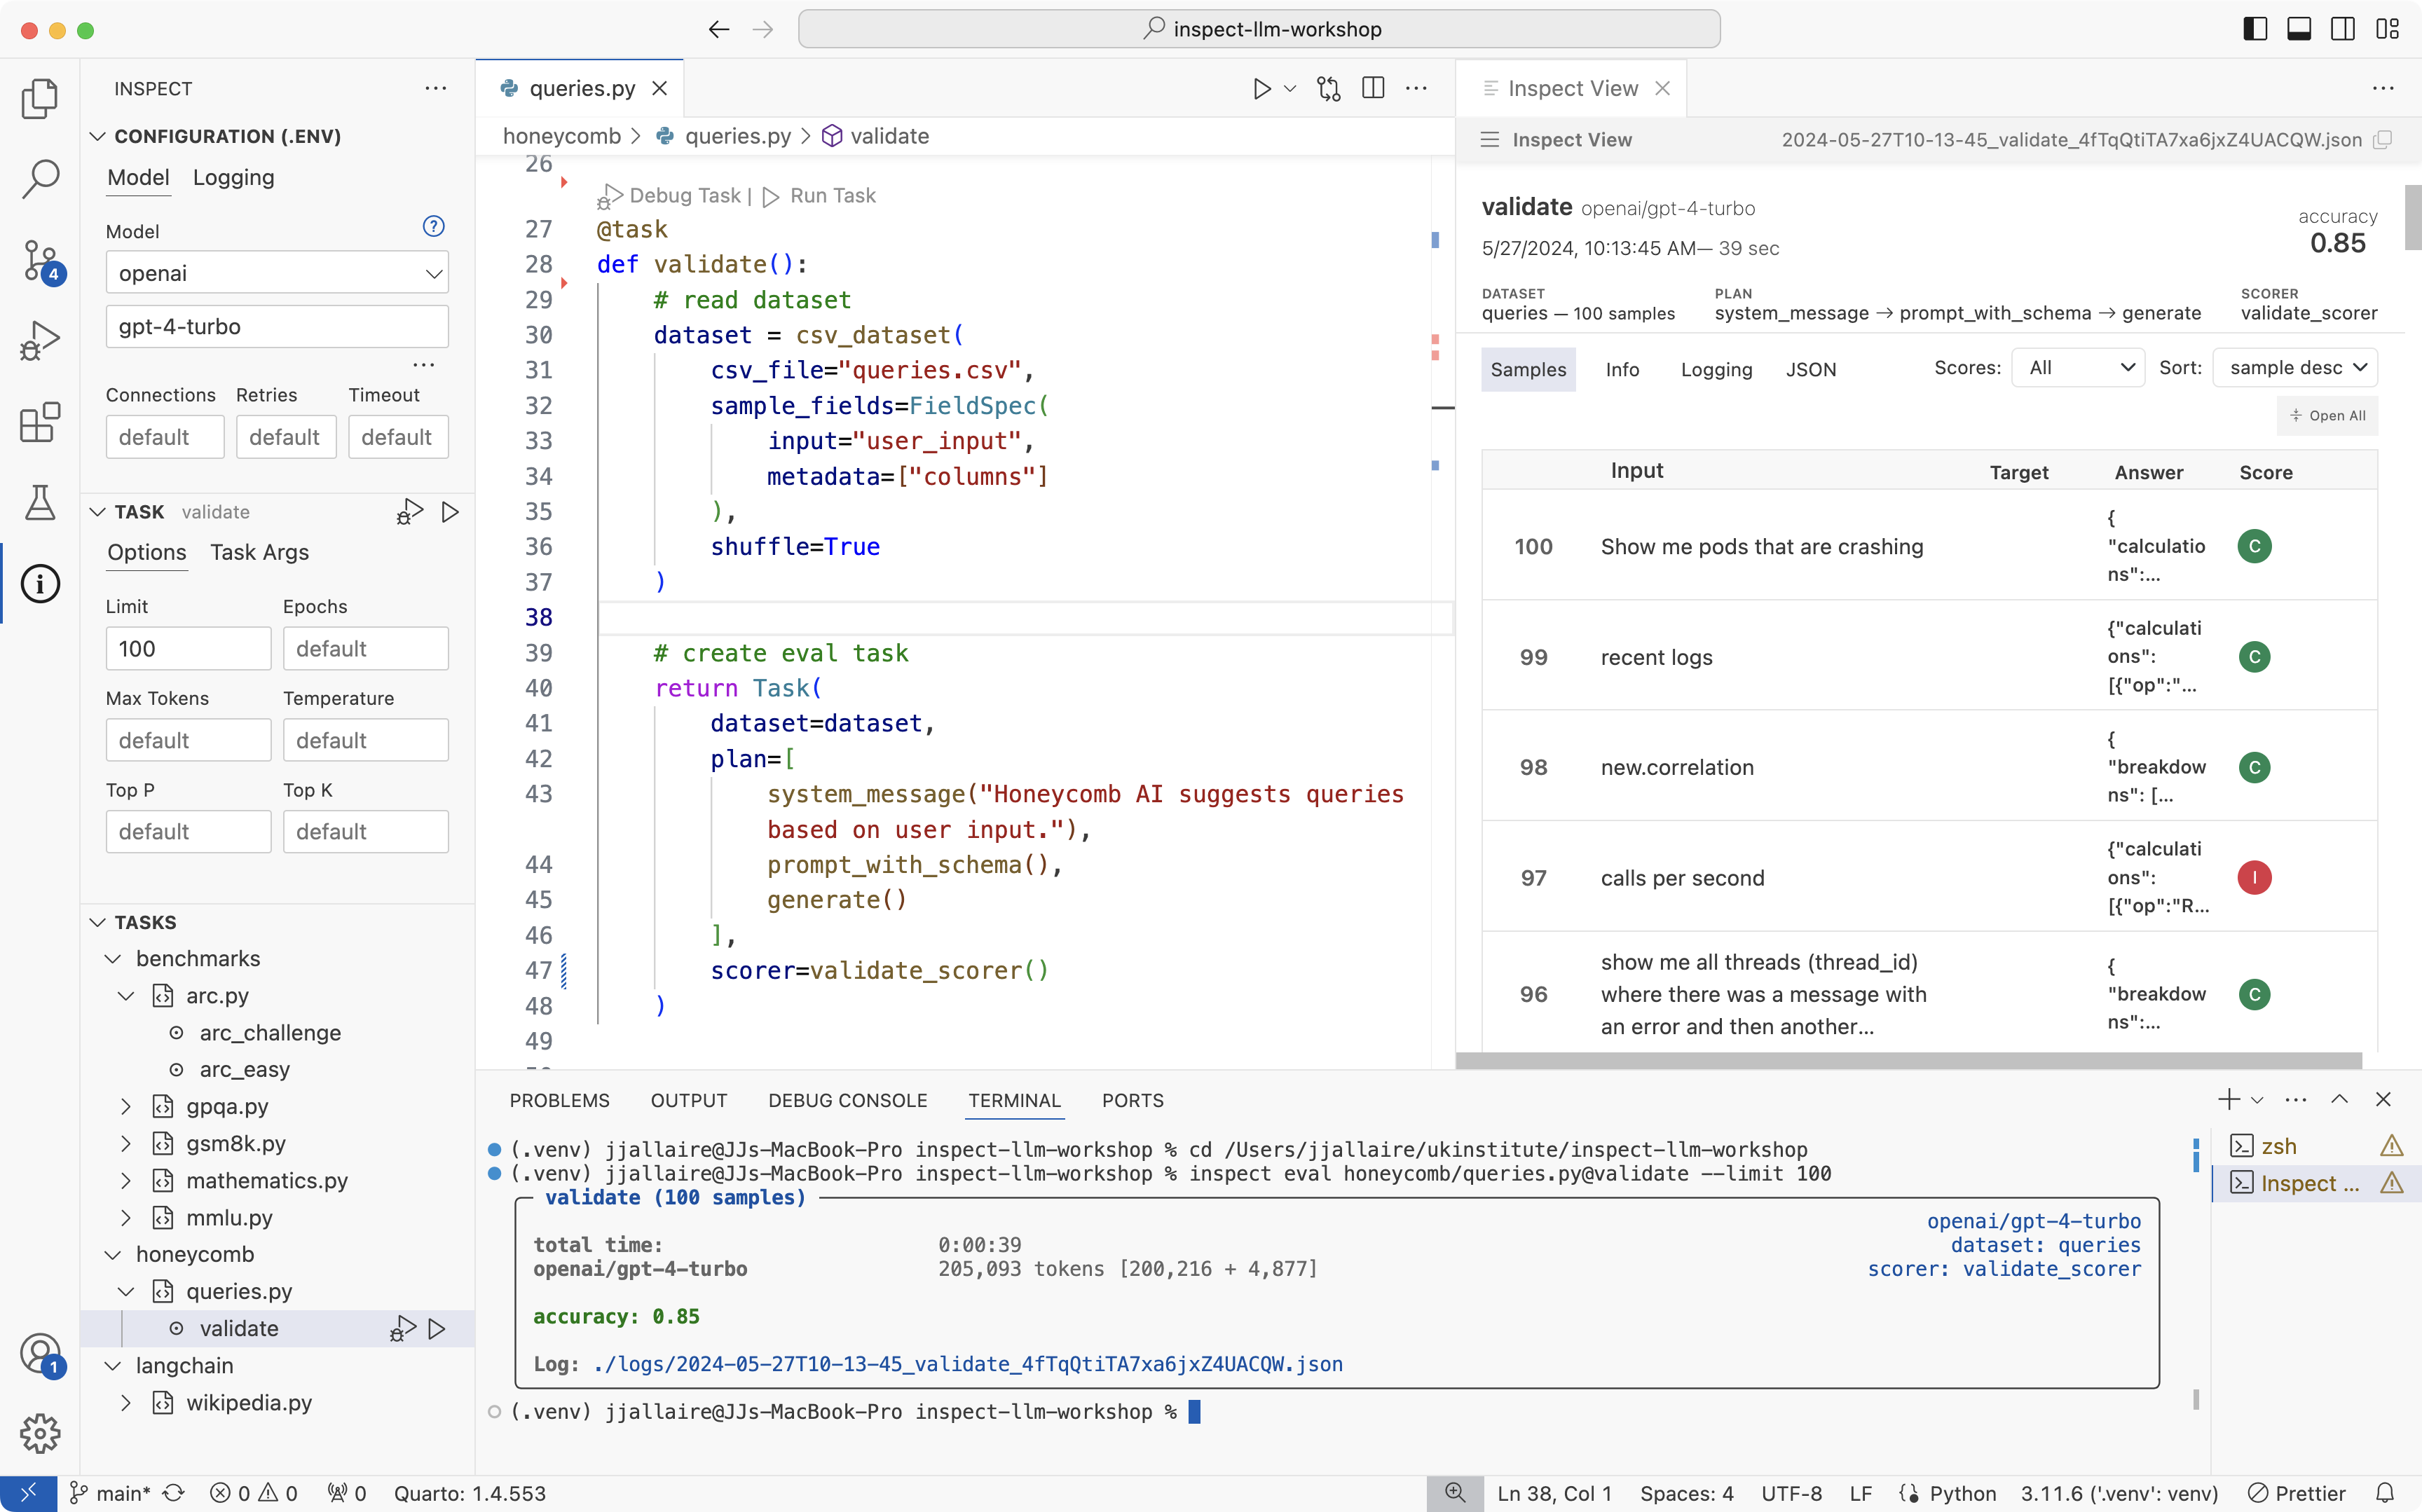 inspect-llm-workshop
INSPECT
CONFIGURATION (.ENV)
Model Logging
Model
openai
gpt-4-turbo
Connections Retries Timeout
default default default
TASK validate
Options Task Args
Limit Epochs
100 default
Max Tokens Temperature
default default
Top P Top K
default default
TASKS
benchmarks
arc.py
arc_challenge
arc_easy
gpqa.py
gsm8k.py
mathematics.py
mmlu.py
honeycomb
queries.py
validate
langchain
wikipedia.py
4
1
queries.py
honeycomb > queries.py > validate
26
Debug Task | Run Task
27 @task
28 def validate():
29 # read dataset
30 dataset = csv_dataset(
31 csv_file="queries.csv",
32 sample_fields=FieldSpec(
33 input="user_input",
34 metadata=["columns"]
35 ),
36 shuffle=True
37 )
38
39 # create eval task
40 return Task(
41 dataset=dataset,
42 plan=[
43 system_message("Honeycomb AI suggests queries
based on user input."),
44 prompt_with_schema(),
45 generate()
46 ],
47 scorer=validate_scorer()
48 )
49
Inspect View
Inspect View 2024-05-27T10-13-45_validate_4fTqQtiTA7xa6jxZ4UACQW.json
validate openai/gpt-4-turbo
accuracy
5/27/2024, 10:13:45 AM— 39 sec
0.85
DATASET PLAN SCORER
queries — 100 samples system_message → prompt_with_schema → generate validate_scorer
Samples Info Logging JSON Scores: All Sort: sample desc
Open All
Input Target Answer Score
100 Show me pods that are crashing { "calculatio ns":... C
99 recent logs {"calculati ons": [{"op":"... C
98 new.correlation { "breakdow ns": [... C
97 calls per second {"calculati ons": [{"op":"R... I
96 show me all threads (thread_id) where there was a message with an error and then another... { "breakdow ns":... C
PROBLEMS OUTPUT DEBUG CONSOLE TERMINAL PORTS
(.venv) jjallaire@JJs-MacBook-Pro inspect-llm-workshop % cd /Users/jjallaire/ukinstitute/inspect-llm-workshop
(.venv) jjallaire@JJs-MacBook-Pro inspect-llm-workshop % inspect eval honeycomb/queries.py@validate --limit 100
validate (100 samples)
openai/gpt-4-turbo
total time: 0:00:39 dataset: queries
openai/gpt-4-turbo 205,093 tokens [200,216 + 4,877] scorer: validate_scorer
accuracy: 0.85
Log: ./logs/2024-05-27T10-13-45_validate_4fTqQtiTA7xa6jxZ4UACQW.json
(.venv) jjallaire@JJs-MacBook-Pro inspect-llm-workshop %
zsh
Inspect ...
main* 0 0 0 Quarto: 1.4.553 Ln 38, Col 1 Spaces: 4 UTF-8 LF Python 3.11.6 ('.venv': venv) Prettier